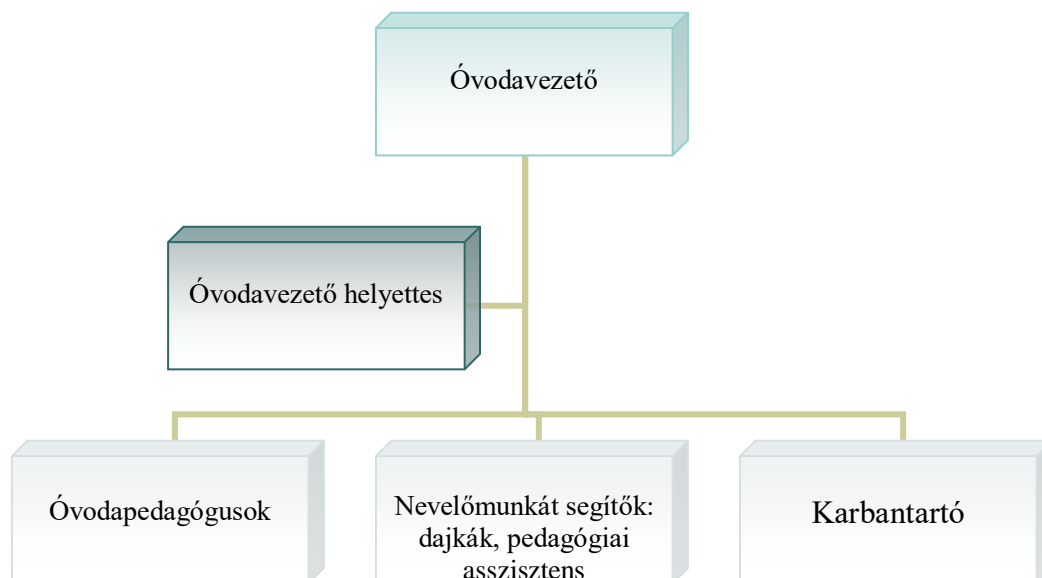 Óvodavezető
Óvodavezető helyettes
Óvodapedagógusok
Nevelőmunkát segítők:
dajkák, pedagógiai
asszisztens
Karbantartó